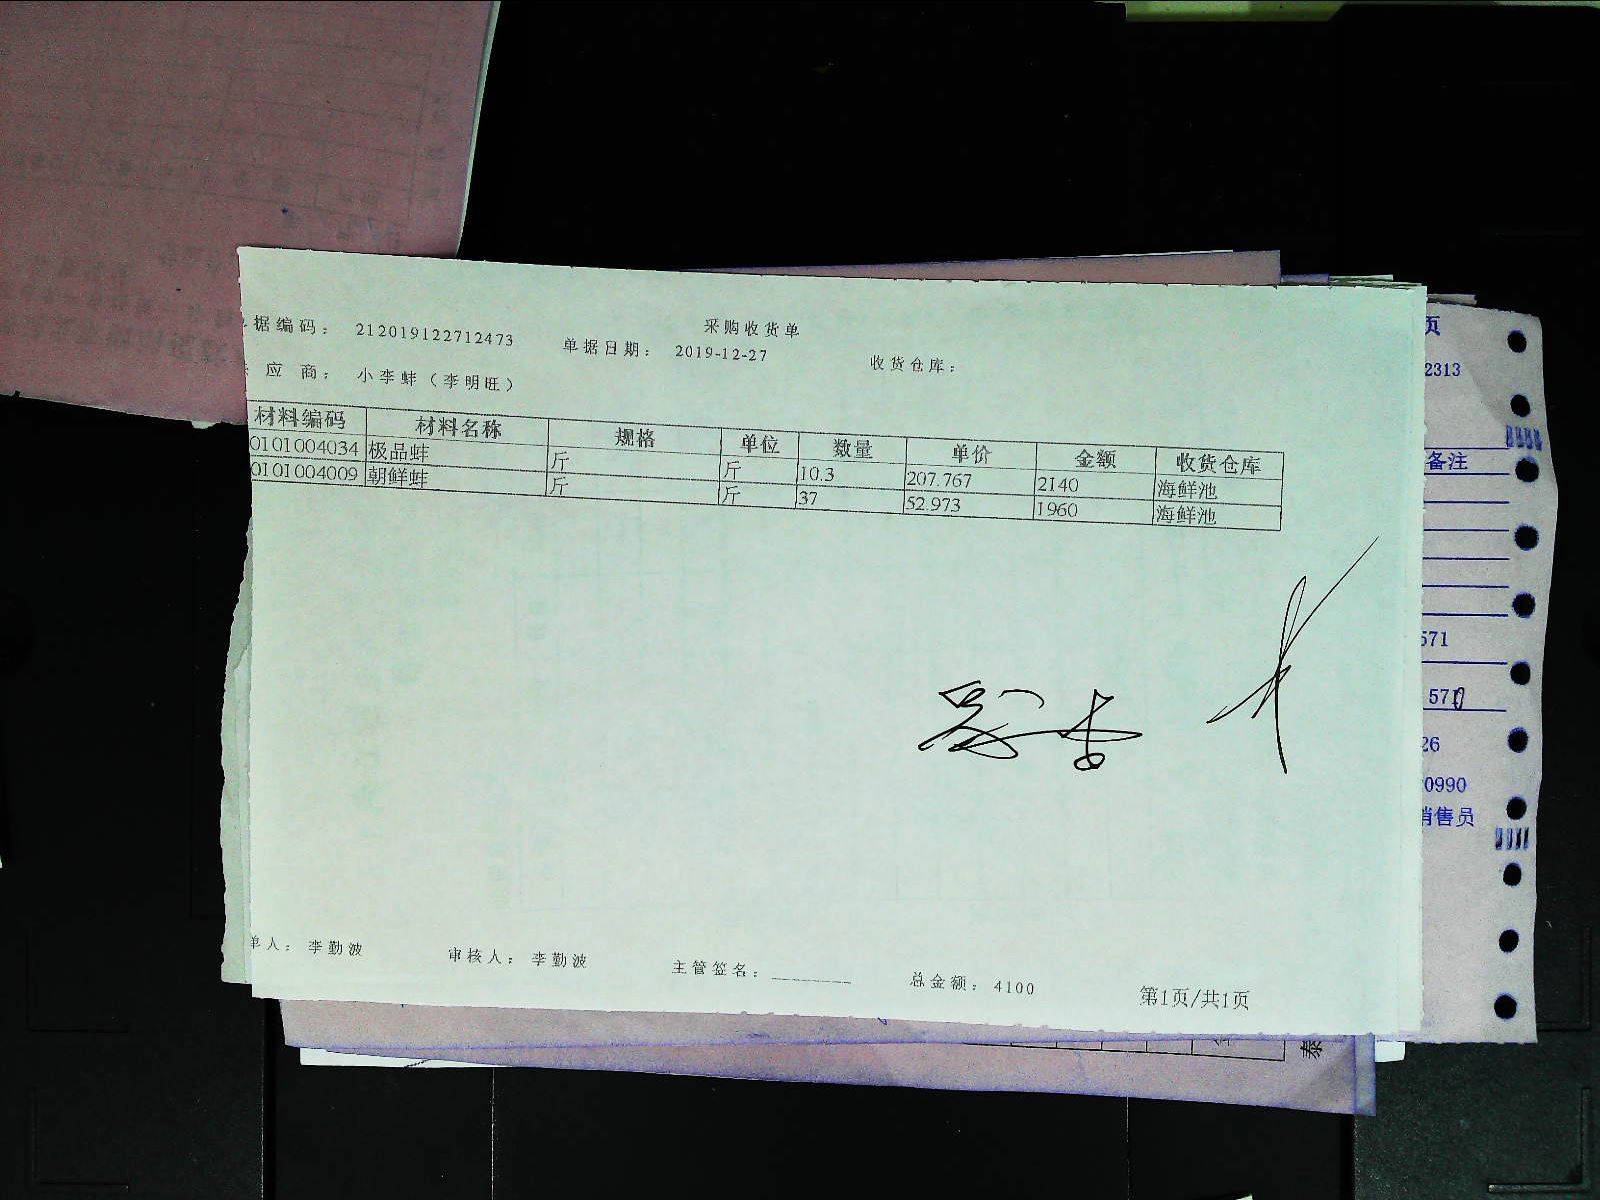 采购收货单
据编码： 212019122712473 单据日期： 2019-12-27 收货仓库：
应 商： 小李蚌（李明旺）
材料编码 材料名称 规格 单位 数量 单价 金额 收货仓库
0101004034 极品蚌 斤 斤 10.3 207.767 2140 海鲜池
0101004009 朝鲜蚌 斤 斤 37 52.973 1960 海鲜池
单人： 李勤波 审核人： 李勤波 主管签名： 总金额： 4100 第1页/共1页
页
2313
备注
571
571
26
0990
销售员
泰